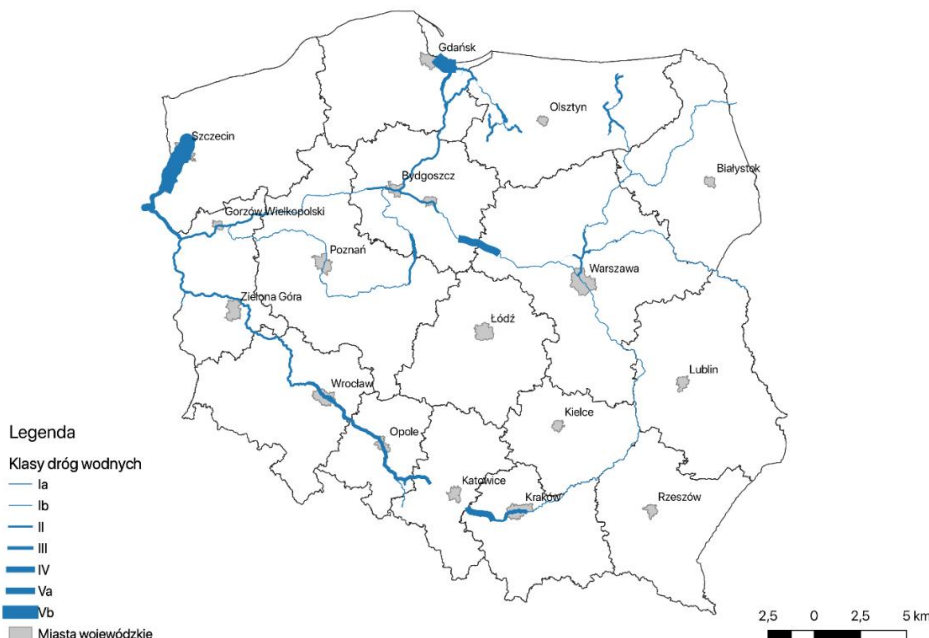 Gdańsk
Olsztyn
Szczecin
Białystok
Bydgoszcz
Gorzów Wielkopolski
Poznań
Warszawa
Zielona Góra
Łódź
Wrocław
Lublin
Kielce
Opole
Katowice
Kraków
Rzeszów
Legenda
Klasy dróg wodnych
Ia
Ib
II
III
IV
Va
Vb
Miasta wojewódzkie
2,5 0 2,5 5 km